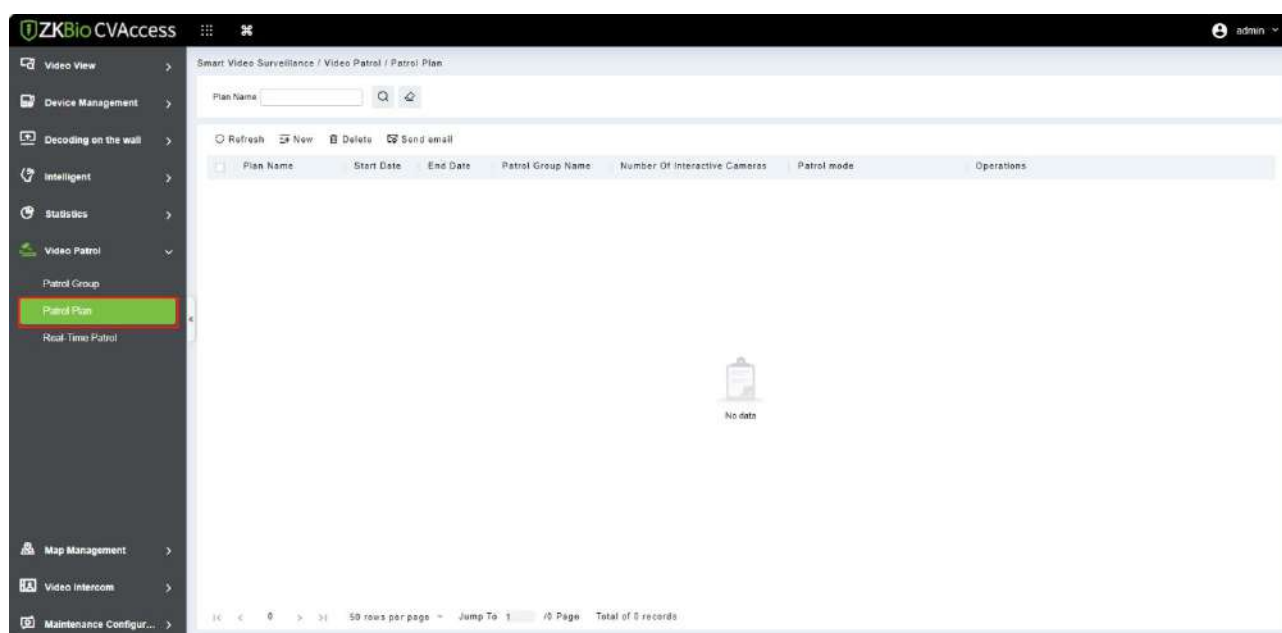 ZKBio CVAccess
admin
Video View
Device Management
Decoding on the wall
Intelligent
Statistics
Video Patrol
Patrol Group
Patrol Plan
Real-Time Patrol
Map Management
Video Intercom
Maintenance Configur...
Smart Video Surveillance / Video Patrol / Patrol Plan
Plan Name
Refresh New Delete Send email
Plan Name Start Date End Date Patrol Group Name Number Of Interactive Cameras Patrol mode Operations
No data
0 50 rows per page Jump To 1 /0 Page Total of 0 records